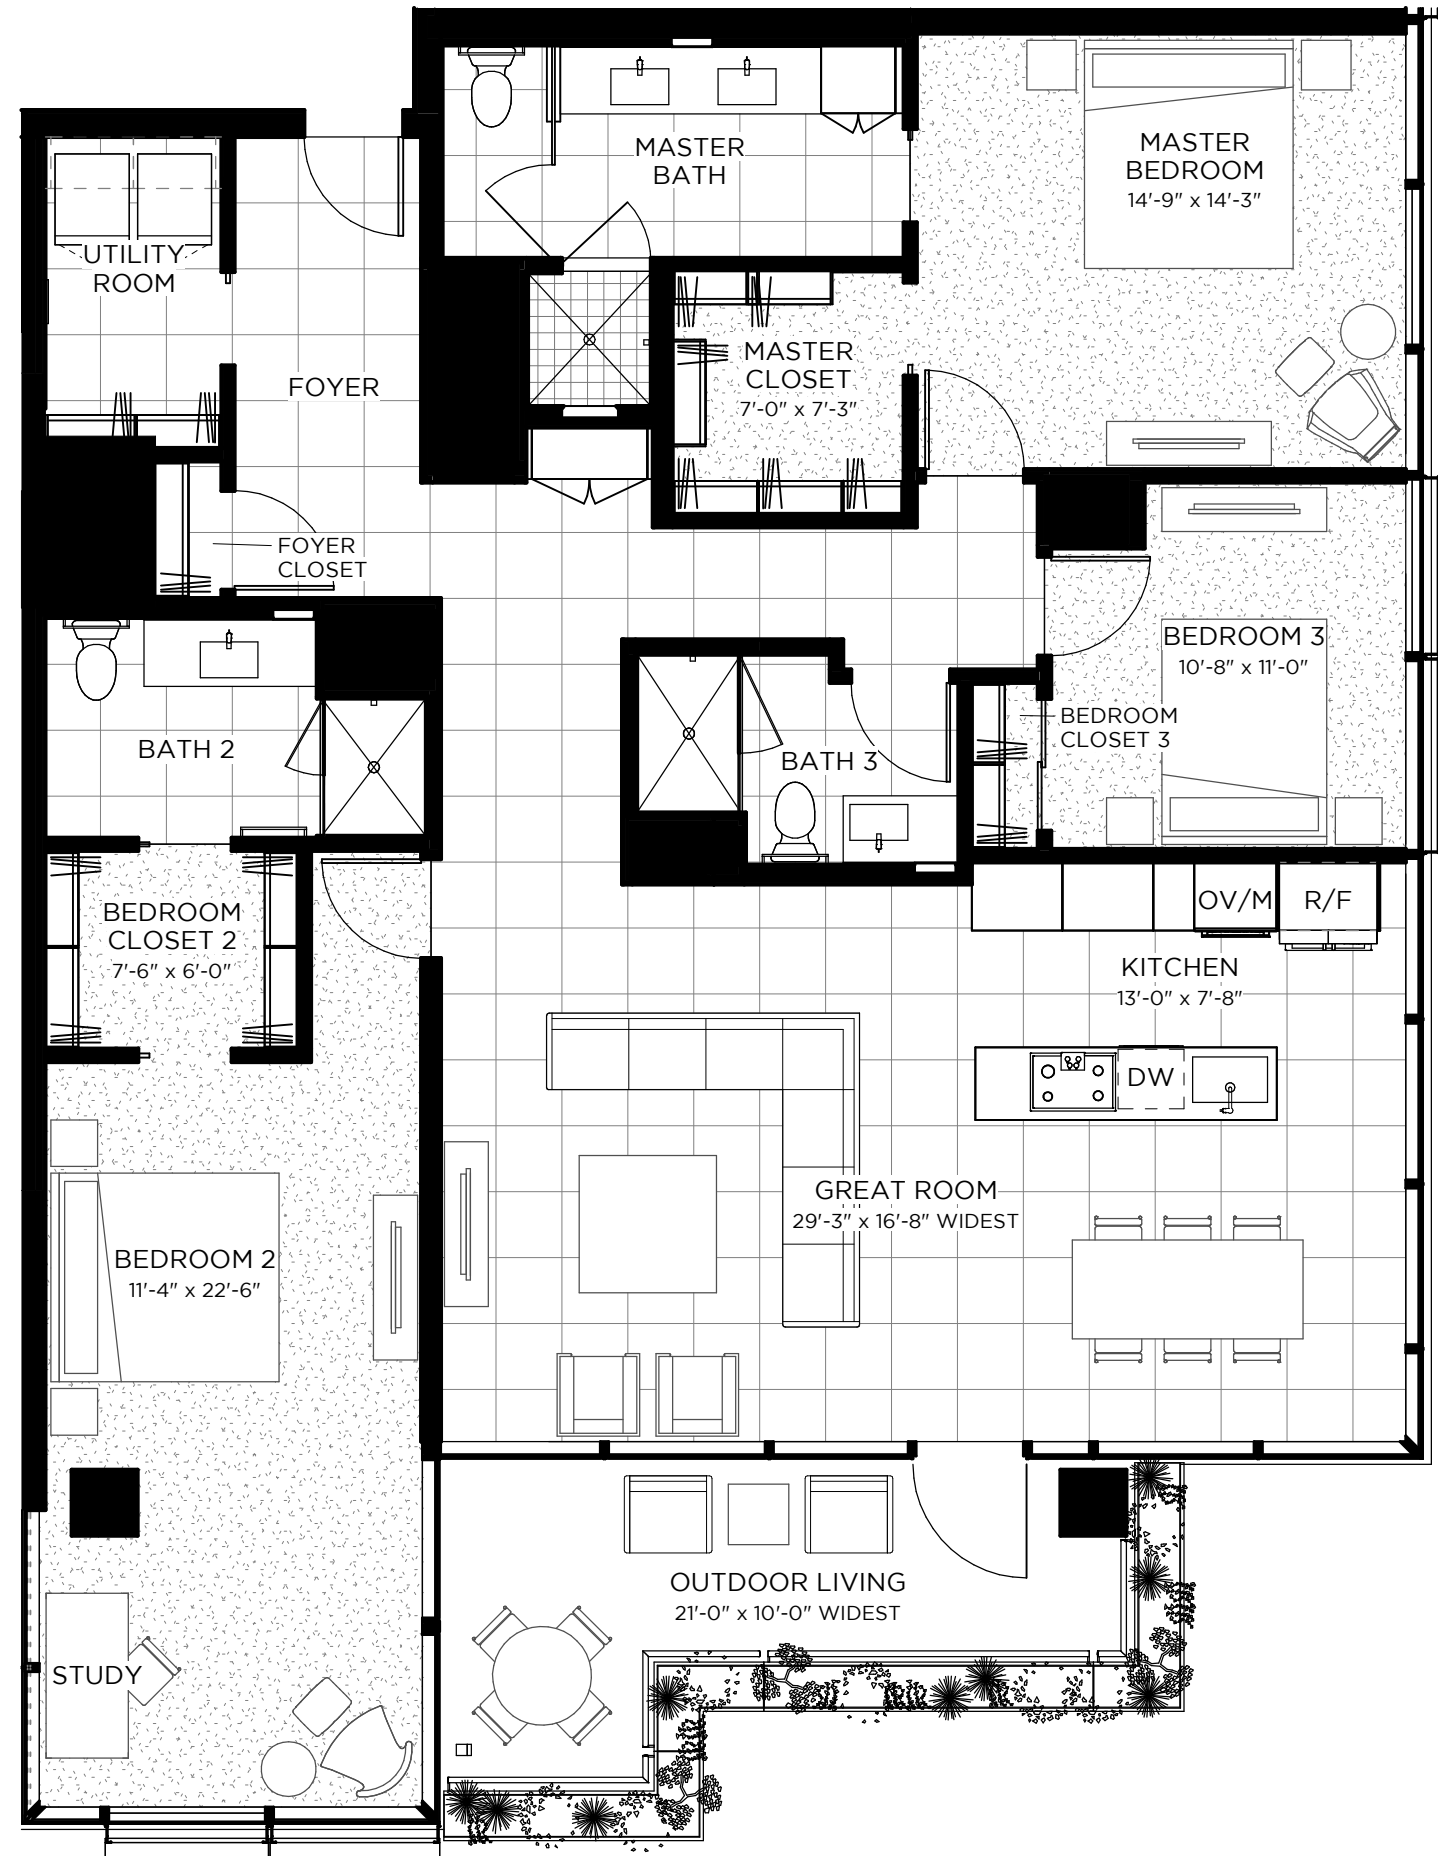 MASTER
BATH
MASTER
BEDROOM
14'-9" x 14'-3"
UTILITY
ROOM
FOYER
MASTER
CLOSET
7'-0" x 7'-3"
FOYER
CLOSET
BEDROOM 3
10'-8" x 11'-0"
BEDROOM
CLOSET 3
BATH 2
BATH 3
BEDROOM
CLOSET 2
7'-6" x 6'-0"
OV/M
R/F
KITCHEN
13'-0" x 7'-8"
DW
GREAT ROOM
29'-3" x 16'-8" WIDEST
BEDROOM 2
11'-4" x 22'-6"
OUTDOOR LIVING
21'-0" x 10'-0" WIDEST
STUDY